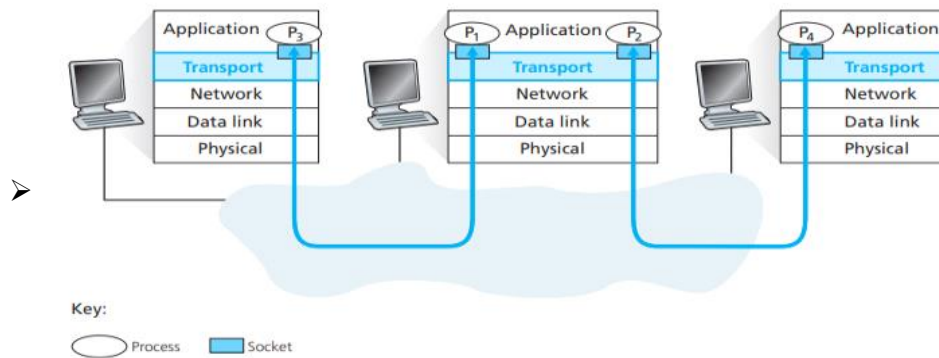 Application P3 P1 Application P2 P4 Application
Transport Transport Transport
Network Network Network
Data link Data link Data link
Physical Physical Physical
➢
Key:
Process Socket